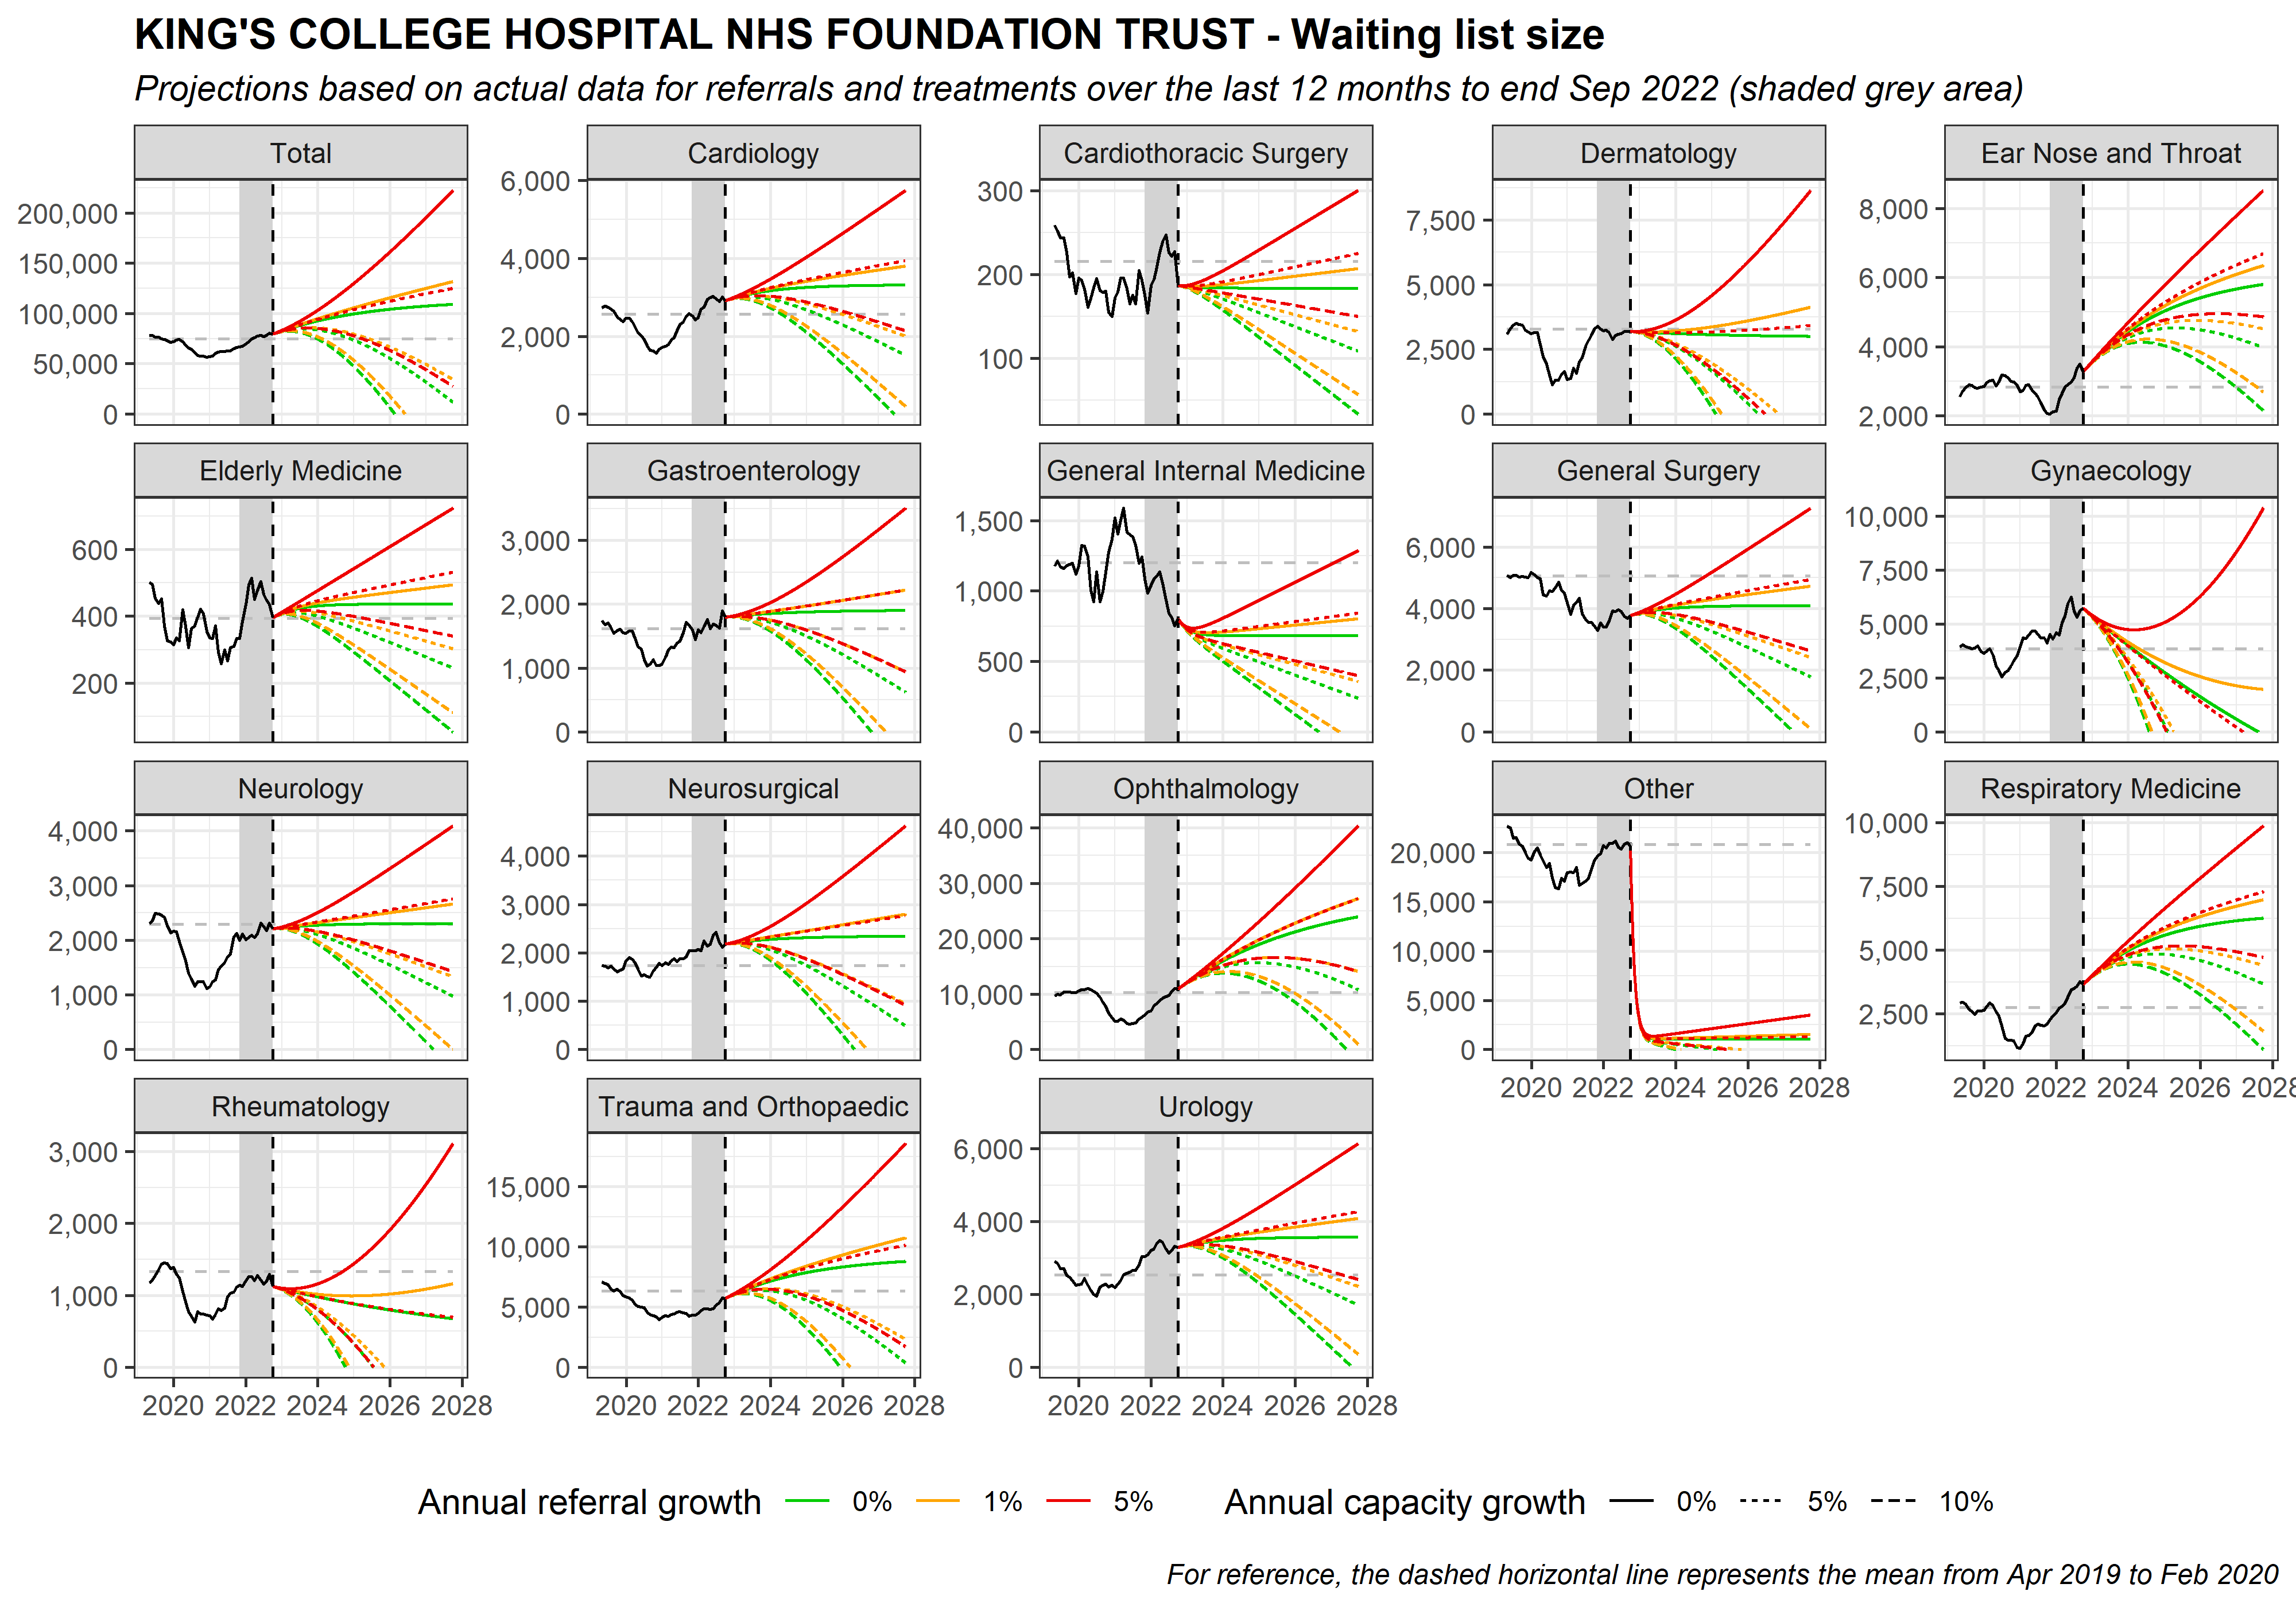 KING'S COLLEGE HOSPITAL NHS FOUNDATION TRUST - Waiting list size
Projections based on actual data for referrals and treatments over the last 12 months to end Sep 2022 (shaded grey area)
Total
200,000
150,000
100,000
50,000
0
Cardiology
6,000
4,000
2,000
0
Cardiothoracic Surgery
300
200
100
Dermatology
7,500
5,000
2,500
0
Ear Nose and Throat
8,000
6,000
4,000
2,000
Elderly Medicine
600
400
200
Gastroenterology
3,000
2,000
1,000
0
General Internal Medicine
1,500
1,000
500
0
General Surgery
6,000
4,000
2,000
0
Gynaecology
10,000
7,500
5,000
2,500
0
Neurology
4,000
3,000
2,000
1,000
0
Neurosurgical
4,000
3,000
2,000
1,000
0
Ophthalmology
40,000
30,000
20,000
10,000
0
Other
20,000
15,000
10,000
5,000
0
2020 2022 2024 2026 2028
Respiratory Medicine
10,000
7,500
5,000
2,500
2020 2022 2024 2026 2028
Rheumatology
3,000
2,000
1,000
0
2020 2022 2024 2026 2028
Trauma and Orthopaedic
15,000
10,000
5,000
0
2020 2022 2024 2026 2028
Urology
6,000
4,000
2,000
0
2020 2022 2024 2026 2028
Annual referral growth 0% 1% 5% Annual capacity growth 0% 5% 10%
For reference, the dashed horizontal line represents the mean from Apr 2019 to Feb 2020